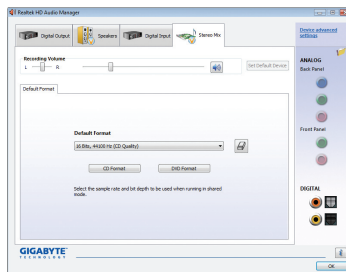 Realtek HD Audio Manager
Digital Output
Speakers
Digital Input
Stereo Mix
Device advanced settings
Recording Volume
L
R
Set Default Device
ANALOG
Back Panel
Default Format
Default Format
16 Bits, 44100 Hz (CD Quality)
CD Format
DVD Format
Select the sample rate and bit depth to be used when running in shared
mode.
Front Panel
DIGITAL
GIGABYTE
TECHNOLOGY
i
OK